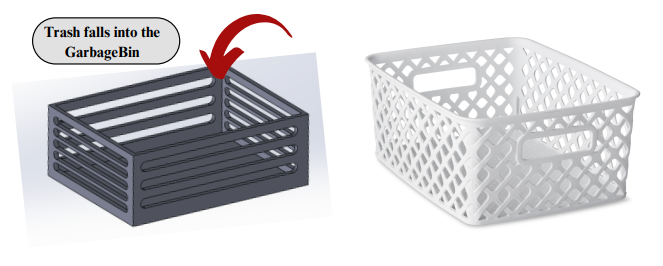 Trash falls into the
GarbageBin